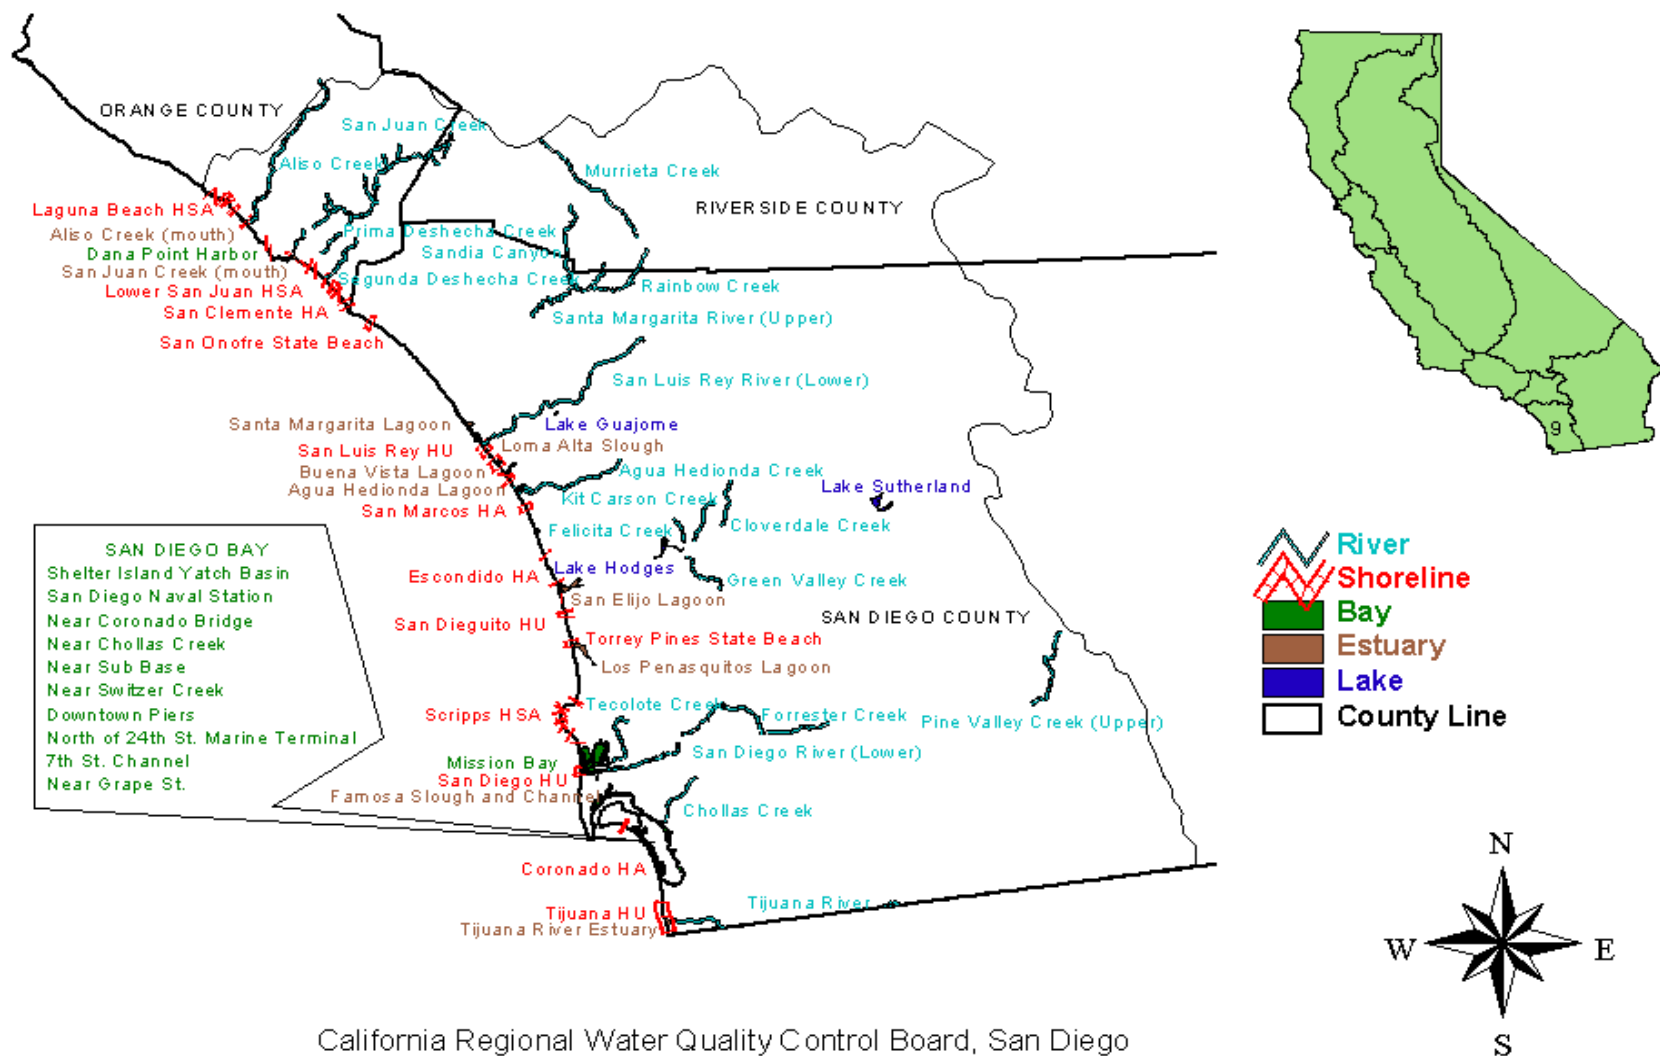 ORANGE COUNTY
San Juan Creek
Aliso Creek
Murrieta Creek
RIVERSIDE COUNTY
Laguna Beach HSA
Aliso Creek (mouth)
Prima Deshecha Creek
Dana Point Harbor
Sandia Canyon
San Juan Creek (mouth)
Segunda Deshecha Creek
Rainbow Creek
Lower San Juan HSA
San Clemente HA
Santa Margarita River (Upper)
San Onofre State Beach
San Luis Rey River (Lower)
Santa Margarita Lagoon
Lake Guajome
San Luis Rey HU
Loma Alta Slough
Buena Vista Lagoon
Agua Hedionda Creek
Agua Hedionda Lagoon
Kit Carson Creek
Lake Sutherland
San Marcos HA
Felicita Creek
Cloverdale Creek
Escondido HA
Lake Hodges
Green Valley Creek
San Elijo Lagoon
SAN DIEGO COUNTY
San Dieguito HU
Torrey Pines State Beach
Los Penasquitos Lagoon
Tecolote Creek
Scripps HSA
Forrester Creek
Pine Valley Creek (Upper)
Mission Bay
San Diego River (Lower)
San Diego HU
Famosa Slough and Channel
Chollas Creek
Coronado HA
Tijuana River
Tijuana HU
Tijuana River Estuary
SAN DIEGO BAY
Shelter Island Yatch Basin
San Diego Naval Station
Near Coronado Bridge
Near Chollas Creek
Near Sub Base
Near Switzer Creek
Downtown Piers
North of 24th St. Marine Terminal
7th St. Channel
Near Grape St.
9
River
Shoreline
Bay
Estuary
Lake
County Line
N
W
E
S
California Regional Water Quality Control Board, San Diego